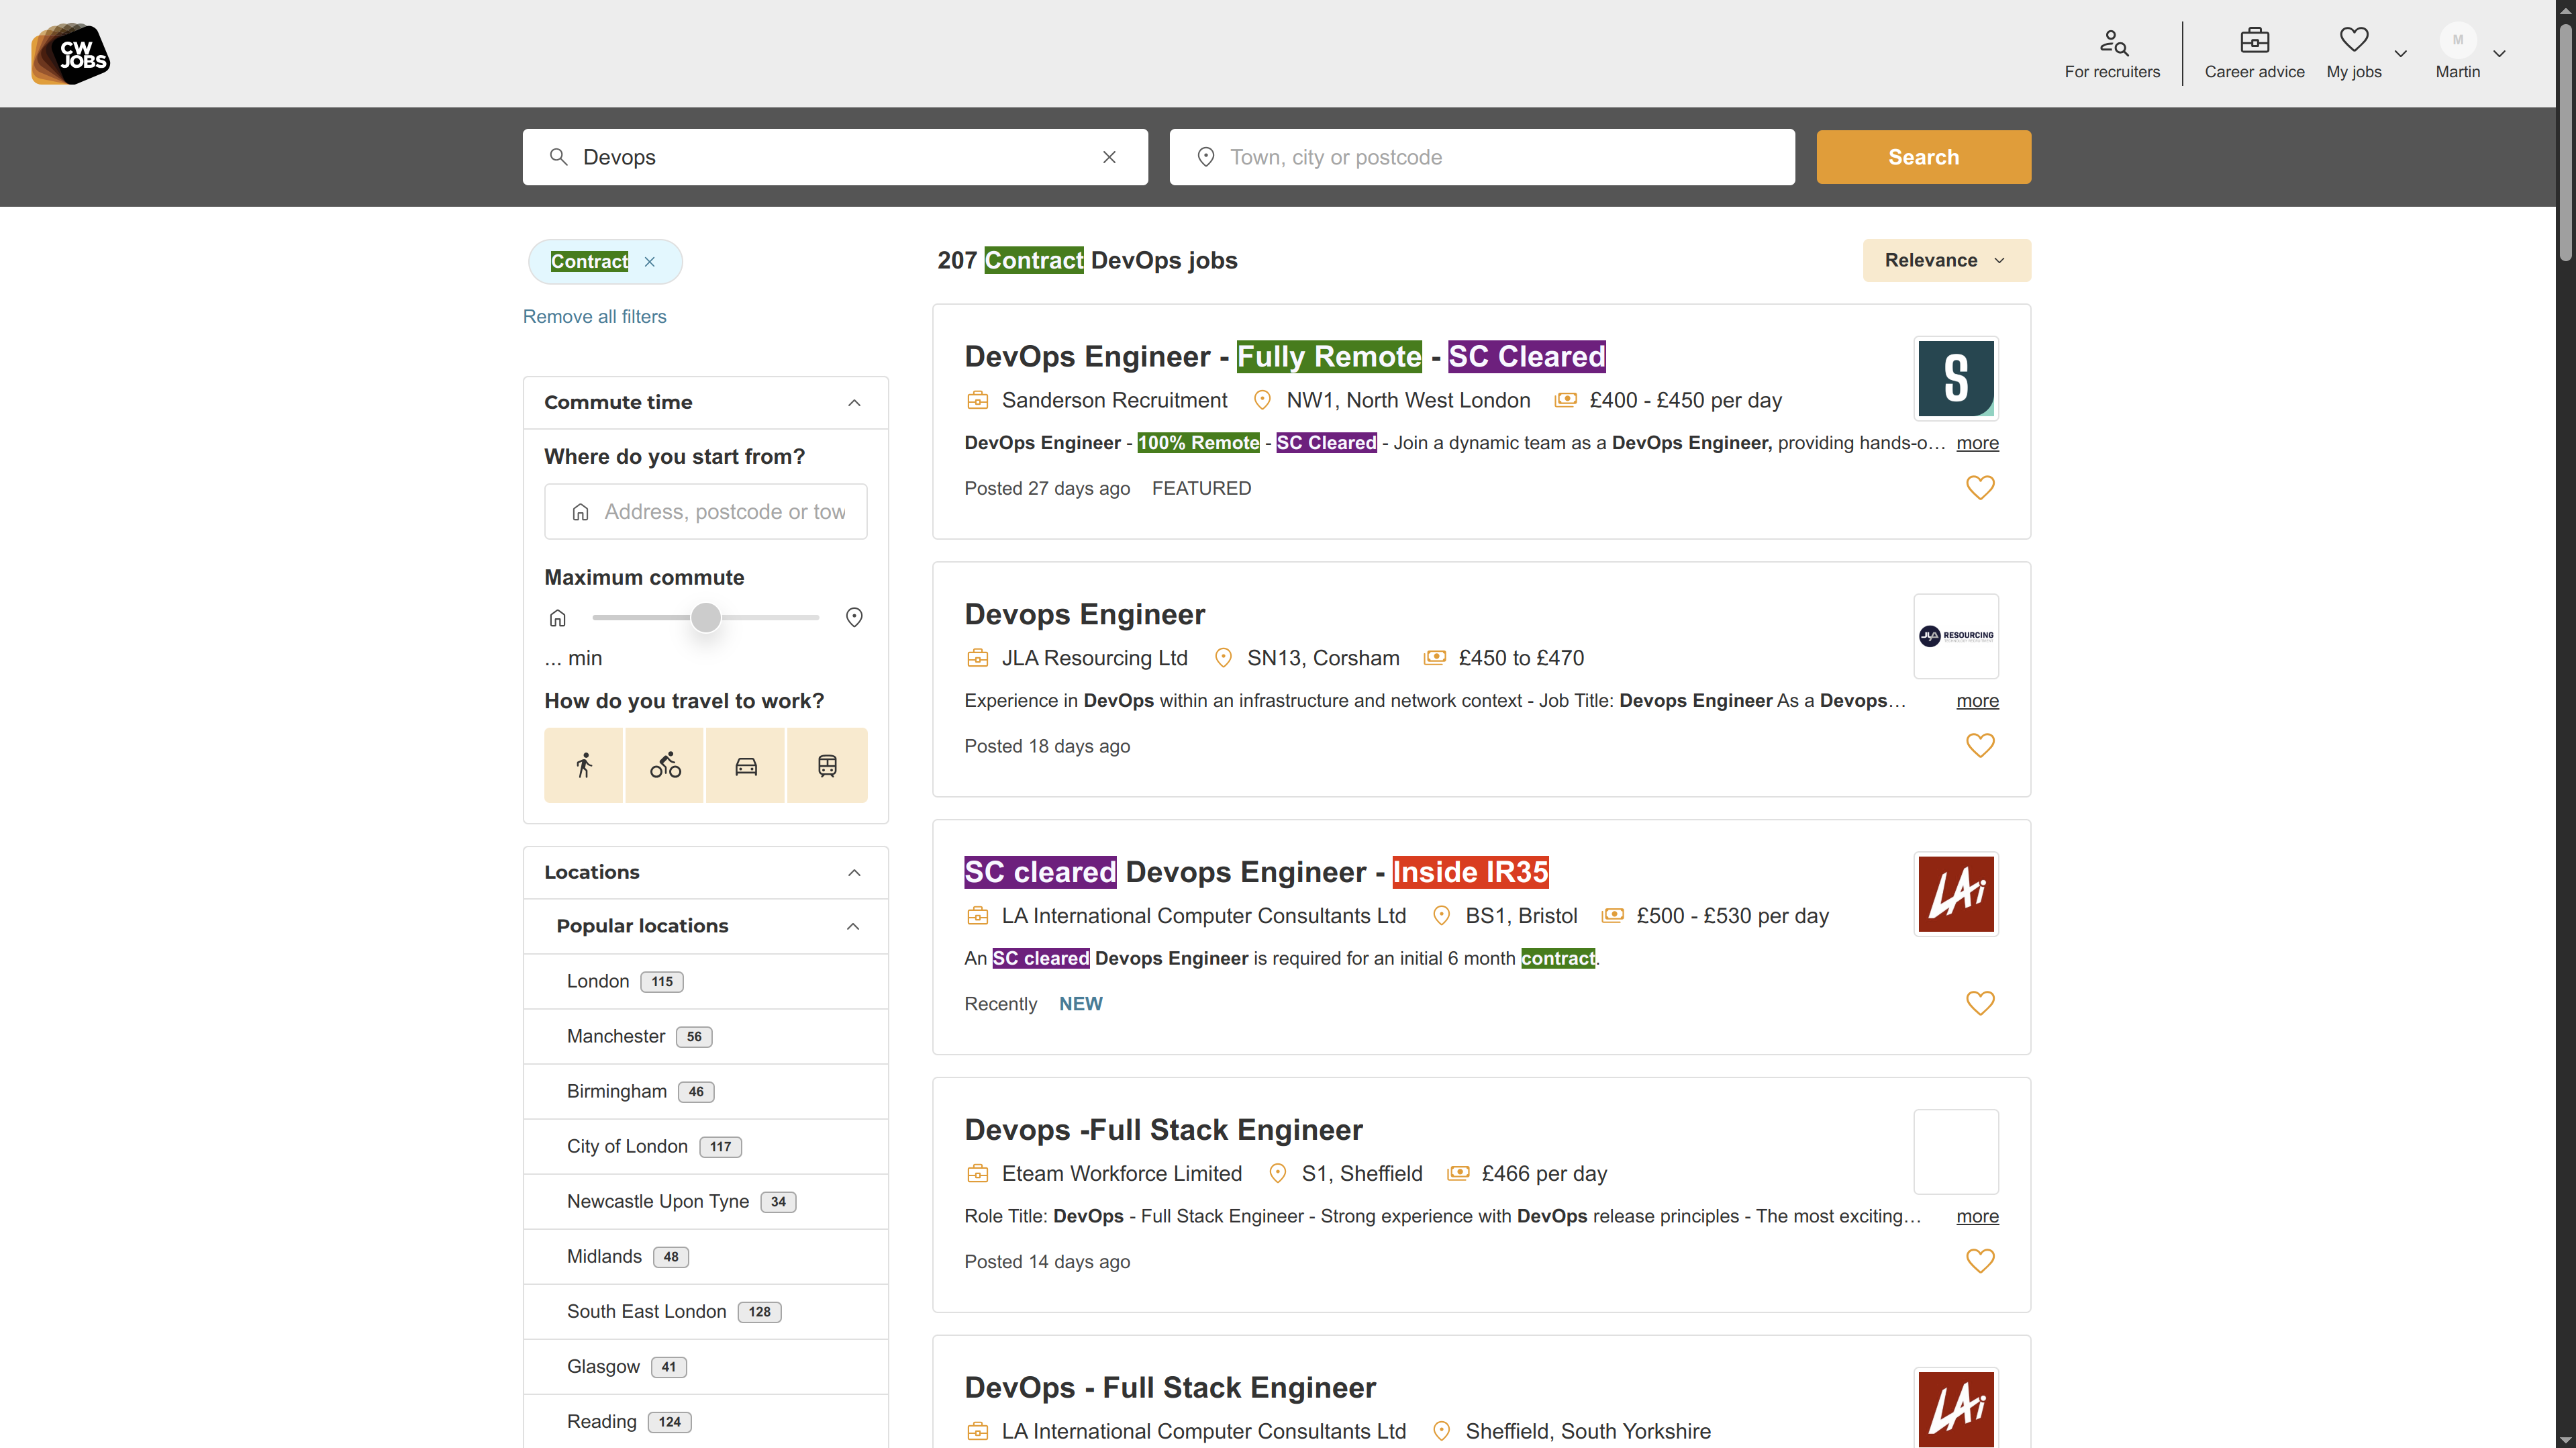 CW
JOBS
For recruiters
Career advice
My jobs
M
Martin
Devops
Town, city or postcode
Search
Contract
Remove all filters
207 Contract DevOps jobs
Relevance
Commute time
Where do you start from?
Address, postcode or tow
Maximum commute
... min
How do you travel to work?
Locations
Popular locations
London 115
Manchester 56
Birmingham 46
City of London 117
Newcastle Upon Tyne 34
Midlands 48
South East London 128
Glasgow 41
Reading 124
DevOps Engineer - Fully Remote - SC Cleared
Sanderson Recruitment NW1, North West London £400 - £450 per day
DevOps Engineer - 100% Remote - SC Cleared - Join a dynamic team as a DevOps Engineer, providing hands-o… more
Posted 27 days ago FEATURED
S
Devops Engineer
JLA Resourcing Ltd SN13, Corsham £450 to £470
Experience in DevOps within an infrastructure and network context - Job Title: Devops Engineer As a Devops… more
Posted 18 days ago
JLA RESOURCING
SC cleared Devops Engineer - Inside IR35
LA International Computer Consultants Ltd BS1, Bristol £500 - £530 per day
An SC cleared Devops Engineer is required for an initial 6 month contract.
Recently NEW
LAi
Devops -Full Stack Engineer
Eteam Workforce Limited S1, Sheffield £466 per day
Role Title: DevOps - Full Stack Engineer - Strong experience with DevOps release principles - The most exciting… more
Posted 14 days ago
DevOps - Full Stack Engineer
LA International Computer Consultants Ltd Sheffield, South Yorkshire
LAi